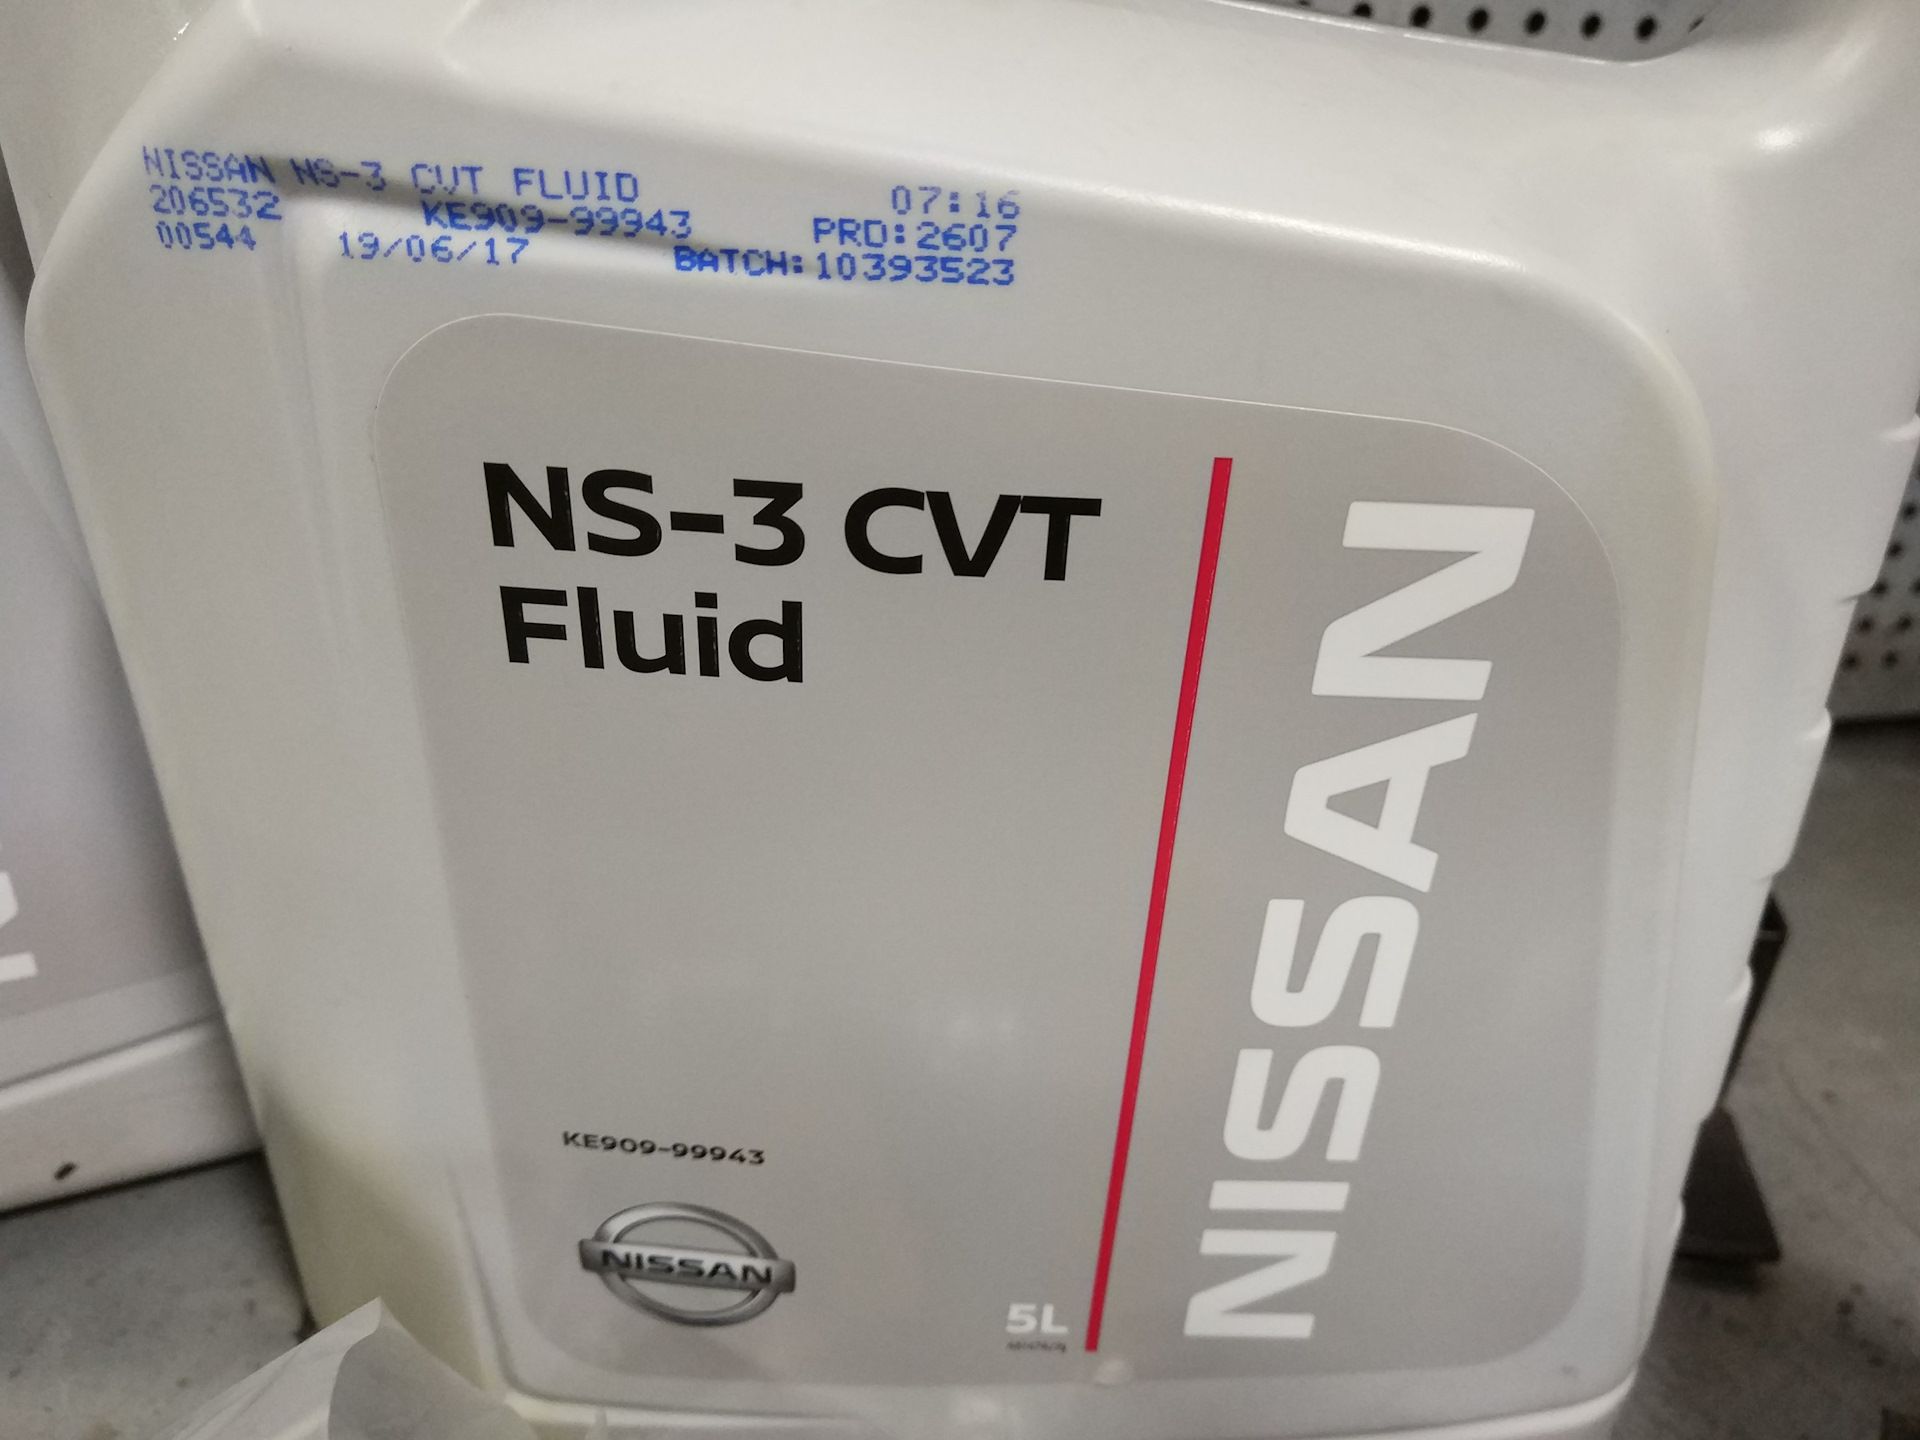 NISSAN NS-3 CVT FLUID 07:16
206532 KE909-99943 PRD:2607
00544 19/06/17 BATCH:10393523
NS-3 CVT
Fluid
NISSAN
KE909-99943
NISSAN
5L